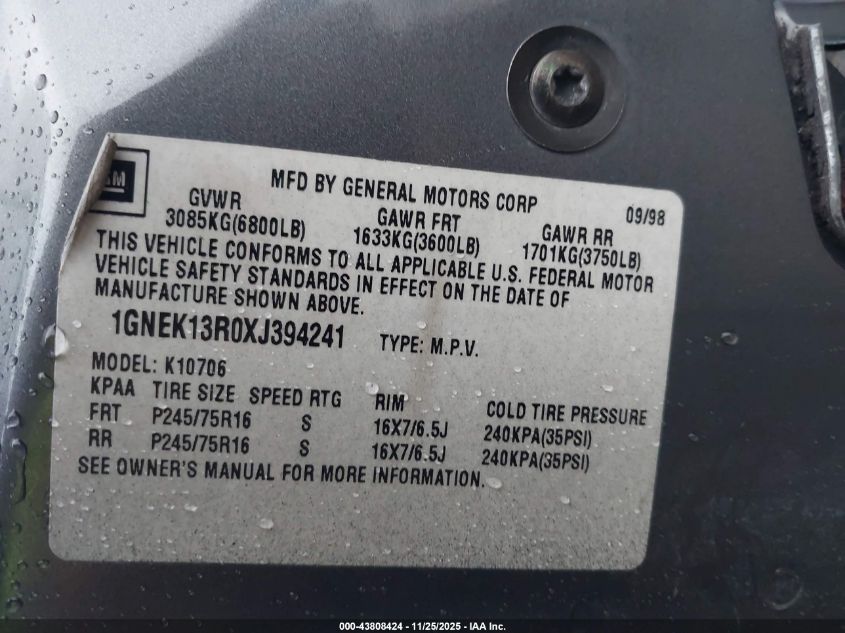 GM
MFD BY GENERAL MOTORS CORP 09/98
GVWR GAWR FRT GAWR RR
3085KG(6800LB) 1633KG(3600LB) 1701KG(3750LB)
THIS VEHICLE CONFORMS TO ALL APPLICABLE U.S. FEDERAL MOTOR
VEHICLE SAFETY STANDARDS IN EFFECT ON THE DATE OF
MANUFACTURE SHOWN ABOVE.
1GNEK13R0XJ394241 TYPE: M.P.V.
MODEL: K10706
KPAA TIRE SIZE SPEED RTG RIM COLD TIRE PRESSURE
FRT P245/75R16 S 16X7/6.5J 240KPA(35PSI)
RR P245/75R16 S 16X7/6.5J 240KPA(35PSI)
SEE OWNER'S MANUAL FOR MORE INFORMATION.
000-43808424 - 11/25/2025 - IAA Inc.